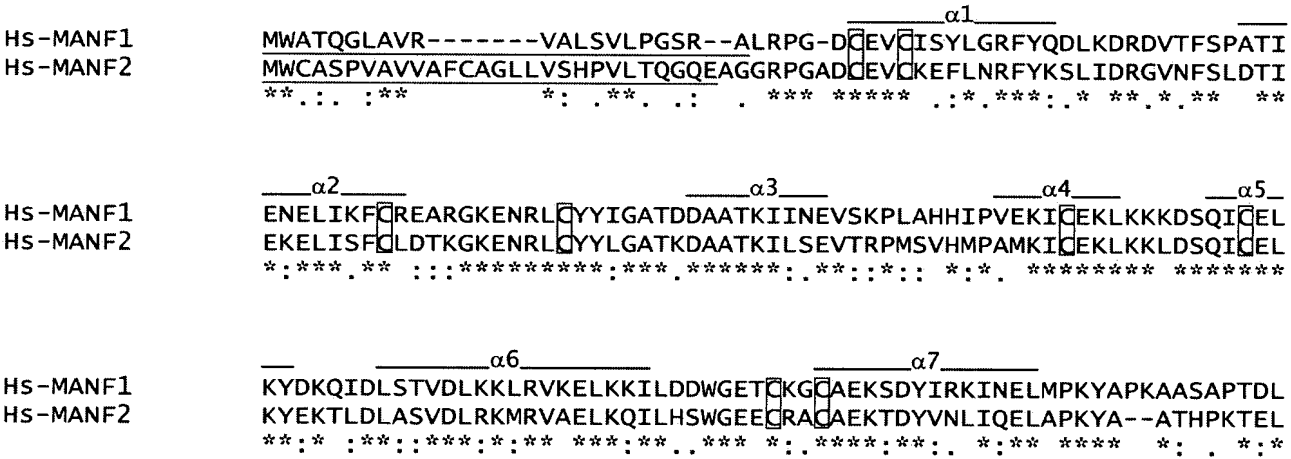 α1
Hs-MANF1 MWATQGLAVR-------VALSVLPGSR--ALRPG-DCEVCISYLGRFYQDLKDRDVTFSPATI
Hs-MANF2 MWCASPVAVVAFCAGLLVSHPVLTQGQEAGGRPGADCEVCKEFLNRFYKSLIDRGVNFSLDTI
**.:. :**        *: .**. .:  .  *** ***** .:*.***:.* **.*.**  **
α2 α3 α4 α5
Hs-MANF1 ENELIKFCREARGKENRLCYYIGATDDAATKIINEVSKPLAHHIPVEKICEKLKKKDSQICEL
Hs-MANF2 EKELISFCLDTKGKENRLCYYLGATKDAATKILSEVTRPMSVHMPAMKICEKLKKLDSQICEL
*:***.** :::*********:***.******:.**::*:: *:*. ******** *******
α6 α7
Hs-MANF1 KYDKQIDLSTVDLKKLRVKELKKILDDWGETCKGCAEKSDYIRKINELMPKYAPKAASAPTDL
Hs-MANF2 KYEKTLDLASVDLRKMRVAELKQILHSWGEECRACAEKTDYVNLIQELAPKYA--ATHPKTEL
**:* :**::***:*:** ***:**..*** *:.****:**:. *:** ****  *: ..*:*